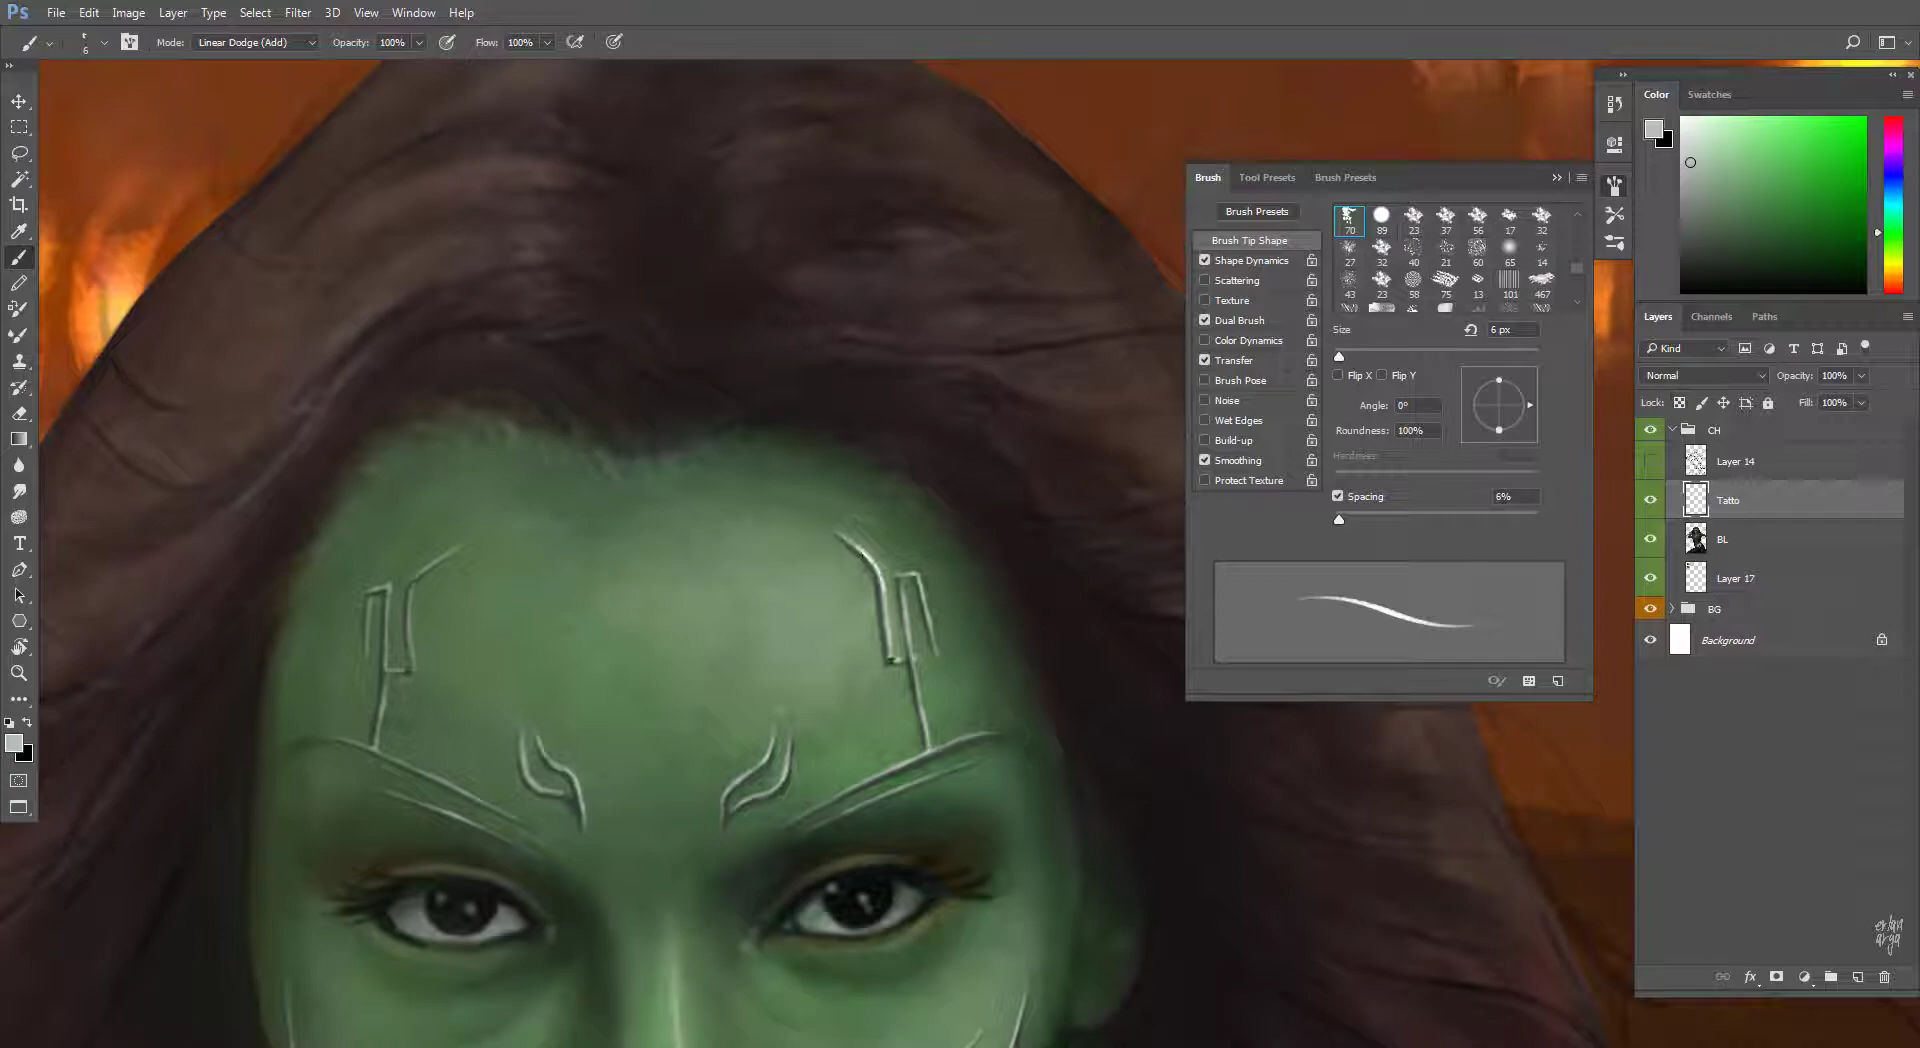 Ps File Edit Image Layer Type Select Filter 3D View Window Help
6 Mode: Linear Dodge (Add) Opacity: 100% Flow: 100%
Color Swatches
Brush Tool Presets Brush Presets
Brush Presets
70 89 23 37 56 17 32
Brush Tip Shape
Shape Dynamics
27 32 40 21 60 65 14
Scattering
43 23 58 75 13 101 467
Texture
Dual Brush
Size 6 px
Color Dynamics
Transfer
Flip X Flip Y
Brush Pose
Noise
Angle: 0°
Wet Edges
Roundness: 100%
Build-up
Hardness:
Smoothing
Protect Texture
Spacing 6%
Layers Channels Paths
Kind
Normal Opacity: 100%
Lock: Fill: 100%
CH
Layer 14
Tatto
BL
Layer 17
BG
Background
fx
erlan
arga